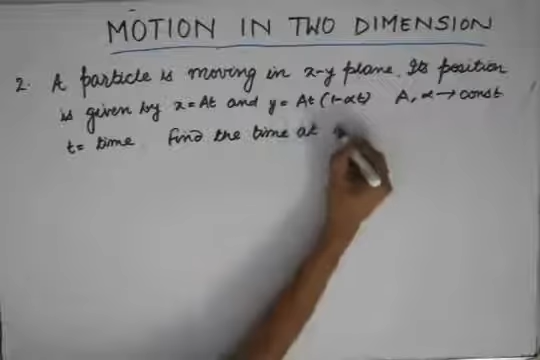 MOTION IN TWO DIMENSION
2. A particle is moving in x-y plane. Its position
is given by x = At and y = At (1-αt) A, α → const
t = time Find the time at